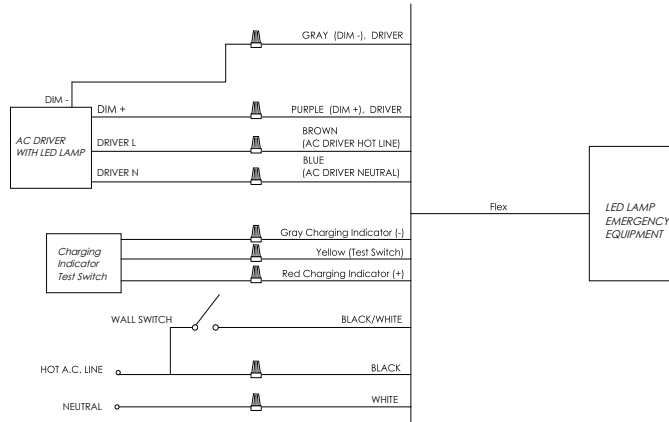 GRAY (DIM -), DRIVER
DIM -
DIM +
PURPLE (DIM +), DRIVER
AC DRIVER
WITH LED LAMP
DRIVER L
BROWN
(AC DRIVER HOT LINE)
DRIVER N
BLUE
(AC DRIVER NEUTRAL)
Flex
LED LAMP
EMERGENCY
EQUIPMENT
Charging
Indicator
Test Switch
Gray Charging Indicator (-)
Yellow (Test Switch)
Red Charging Indicator (+)
WALL SWITCH
BLACK/WHITE
HOT A.C. LINE
BLACK
NEUTRAL
WHITE